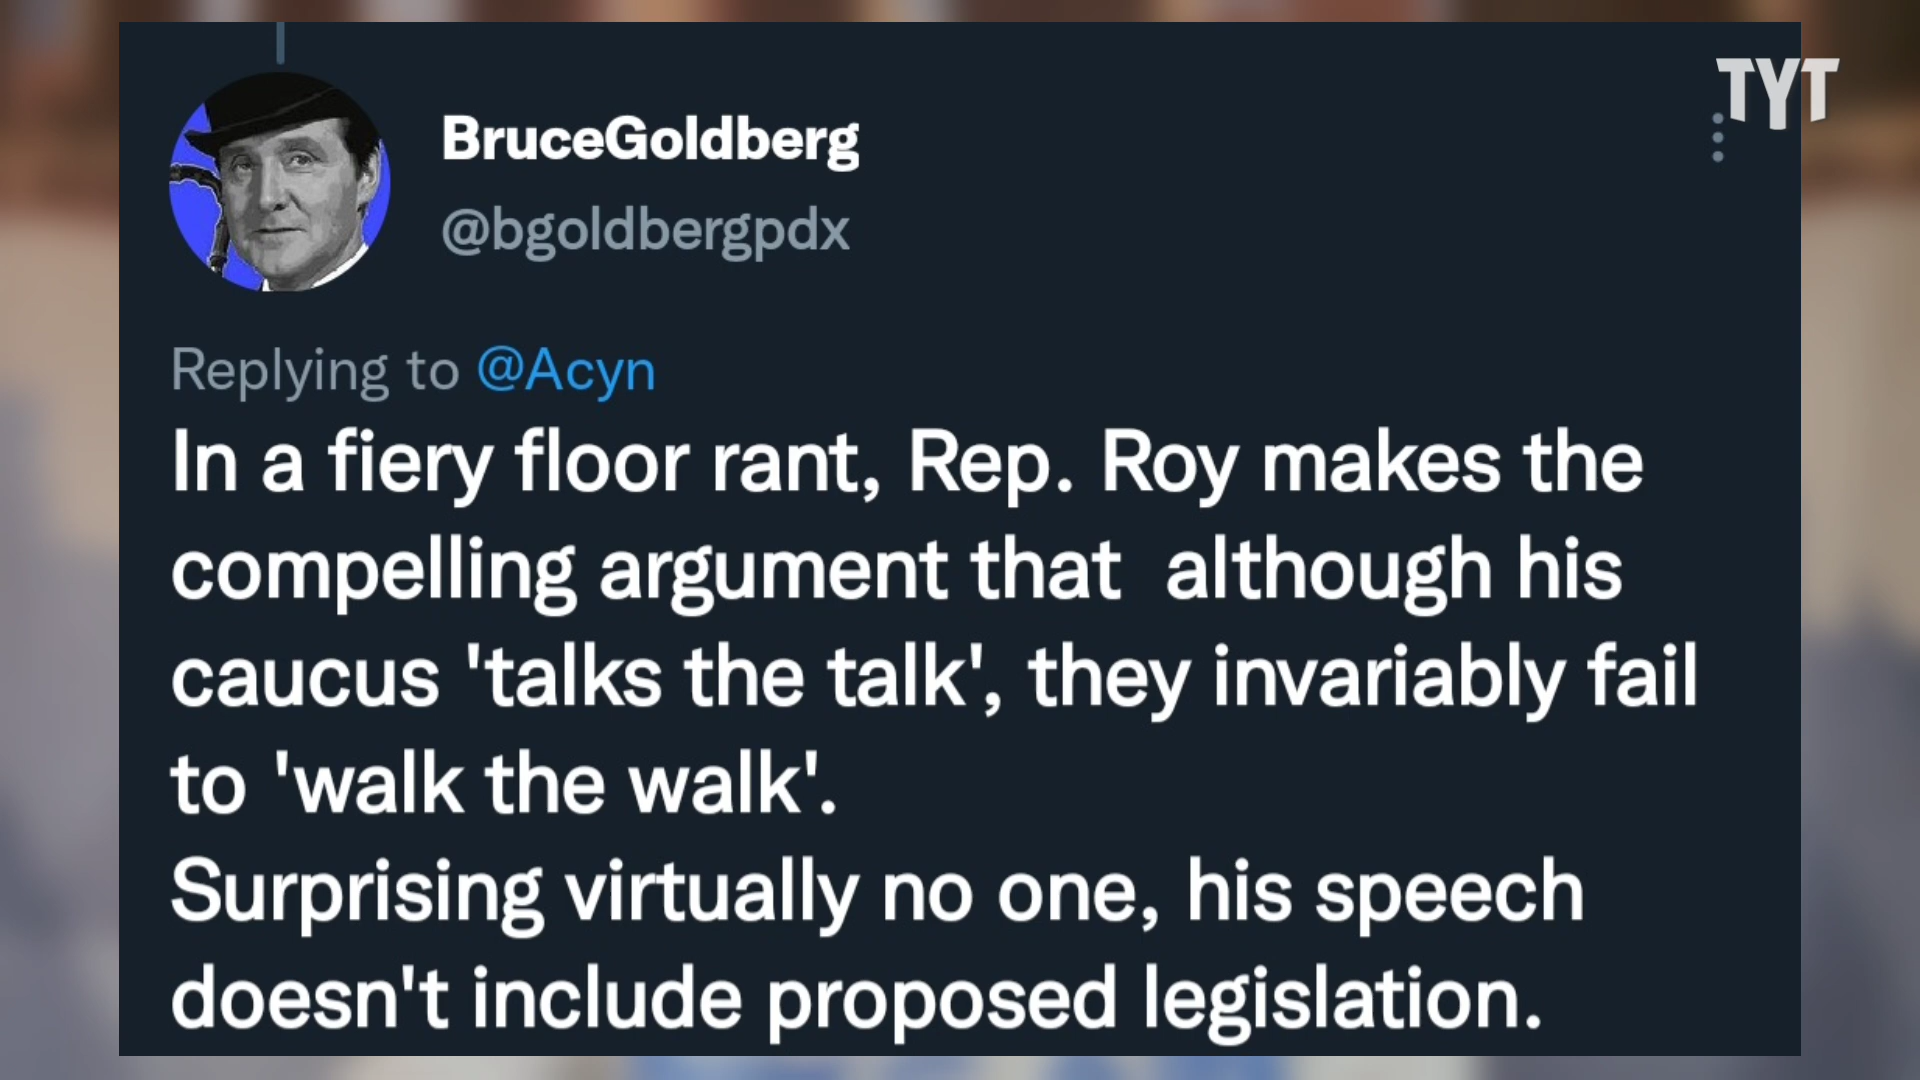 TYT
BruceGoldberg
@bgoldbergpdx
Replying to @Acyn
In a fiery floor rant, Rep. Roy makes the
compelling argument that  although his
caucus 'talks the talk', they invariably fail
to 'walk the walk'.
Surprising virtually no one, his speech
doesn't include proposed legislation.